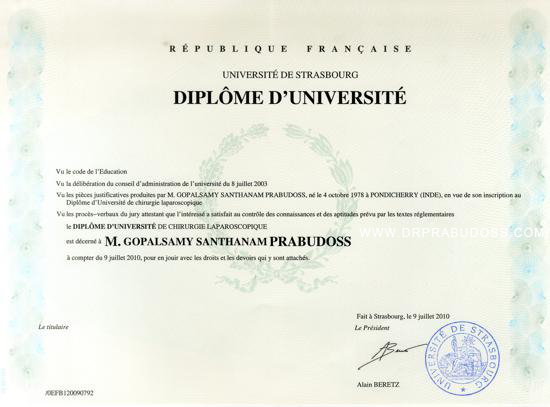 RÉPUBLIQUE FRANÇAISE
UNIVERSITÉ DE STRASBOURG
DIPLÔME D'UNIVERSITÉ
Vu le code de l'Education
Vu la délibération du conseil d'administration de l'université du 8 juillet 2003
Vu les pièces justificatives produites par M. GOPALSAMY SANTHANAM PRABUDOSS, né le 4 octobre 1978 à PONDICHERRY (INDE), en vue de son inscription au
Diplôme d'Université de chirurgie laparoscopique
Vu les procès-verbaux du jury attestant que l'intéressé a satisfait au contrôle des connaissances et des aptitudes prévu par les textes réglementaires
le DIPLÔME D'UNIVERSITÉ DE CHIRURGIE LAPAROSCOPIQUE
WWW.DRPRABUDOSS.COM
est décerné à M. GOPALSAMY SANTHANAM PRABUDOSS
à compter du 9 juillet 2010, pour en jouir avec les droits et les devoirs qui y sont attachés.
Fait à Strasbourg, le 9 juillet 2010
Le titulaire
Le Président
UNIVERSITÉ DE STRASBOURG
Alain BERETZ
/0EFB120090792